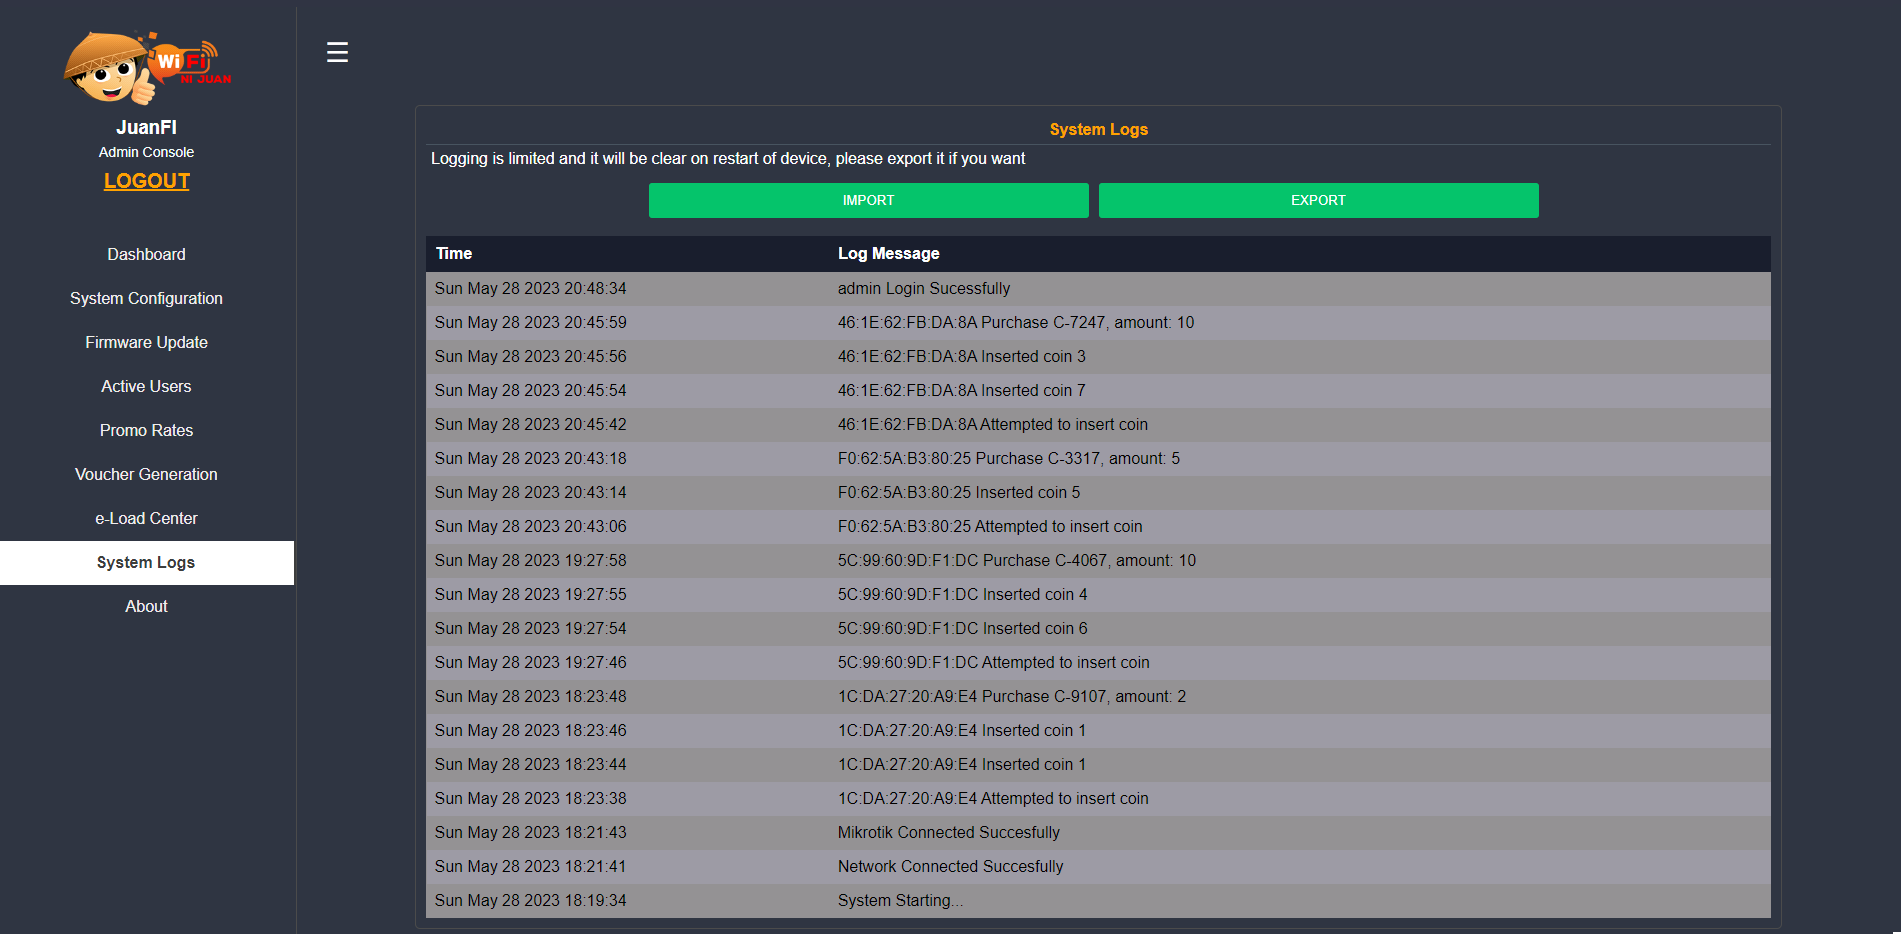 WiFi
NI JUAN
JuanFI
Admin Console
LOGOUT
Dashboard
System Configuration
Firmware Update
Active Users
Promo Rates
Voucher Generation
e-Load Center
System Logs
About
System Logs
Logging is limited and it will be clear on restart of device, please export it if you want
IMPORT EXPORT
Time Log Message
Sun May 28 2023 20:48:34 admin Login Sucessfully
Sun May 28 2023 20:45:59 46:1E:62:FB:DA:8A Purchase C-7247, amount: 10
Sun May 28 2023 20:45:56 46:1E:62:FB:DA:8A Inserted coin 3
Sun May 28 2023 20:45:54 46:1E:62:FB:DA:8A Inserted coin 7
Sun May 28 2023 20:45:42 46:1E:62:FB:DA:8A Attempted to insert coin
Sun May 28 2023 20:43:18 F0:62:5A:B3:80:25 Purchase C-3317, amount: 5
Sun May 28 2023 20:43:14 F0:62:5A:B3:80:25 Inserted coin 5
Sun May 28 2023 20:43:06 F0:62:5A:B3:80:25 Attempted to insert coin
Sun May 28 2023 19:27:58 5C:99:60:9D:F1:DC Purchase C-4067, amount: 10
Sun May 28 2023 19:27:55 5C:99:60:9D:F1:DC Inserted coin 4
Sun May 28 2023 19:27:54 5C:99:60:9D:F1:DC Inserted coin 6
Sun May 28 2023 19:27:46 5C:99:60:9D:F1:DC Attempted to insert coin
Sun May 28 2023 18:23:48 1C:DA:27:20:A9:E4 Purchase C-9107, amount: 2
Sun May 28 2023 18:23:46 1C:DA:27:20:A9:E4 Inserted coin 1
Sun May 28 2023 18:23:44 1C:DA:27:20:A9:E4 Inserted coin 1
Sun May 28 2023 18:23:38 1C:DA:27:20:A9:E4 Attempted to insert coin
Sun May 28 2023 18:21:43 Mikrotik Connected Succesfully
Sun May 28 2023 18:21:41 Network Connected Succesfully
Sun May 28 2023 18:19:34 System Starting...